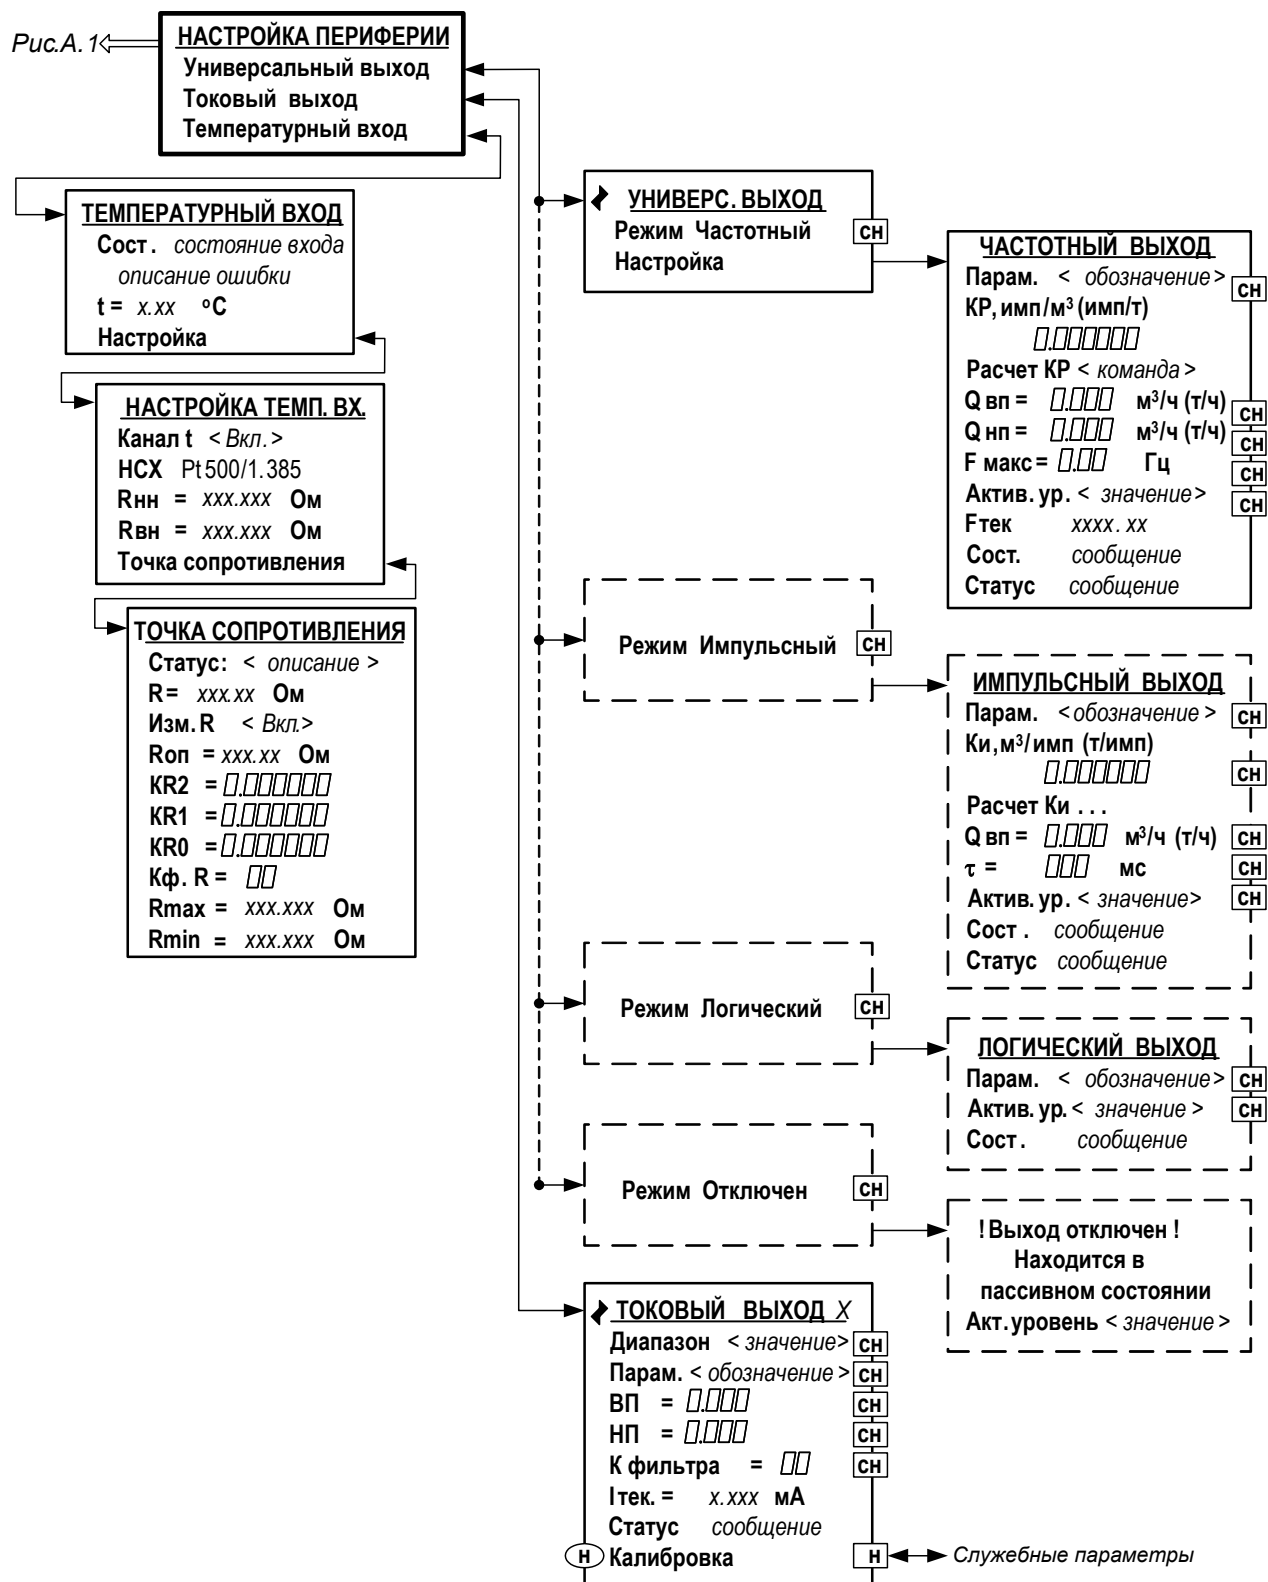 Рис.А.1
НАСТРОЙКА ПЕРИФЕРИИ
Универсальный выход
Токовый выход
Температурный вход
ТЕМПЕРАТУРНЫЙ ВХОД
Сост. состояние входа
описание ошибки
t = x.xx °С
Настройка
НАСТРОЙКА ТЕМП. ВХ.
Канал t < Вкл. >
НСХ Pt500/1.385
Rнн = xxx.xxx Ом
Rвн = xxx.xxx Ом
Точка сопротивления
ТОЧКА СОПРОТИВЛЕНИЯ
Статус: < описание >
R = xxx.xx Ом
Изм. R < Вкл. >
Rоп = xxx.xx Ом
KR2 = 0.000000
KR1 = 0.000000
KR0 = 0.000000
Кф. R = 00
Rmax = xxx.xxx Ом
Rmin = xxx.xxx Ом
УНИВЕРС. ВЫХОД
Режим Частотный СН
Настройка
ЧАСТОТНЫЙ ВЫХОД
Парам. < обозначение > СН
КР, имп/м³ (имп/т)
0.000000
Расчет КР < команда >
Q вп = 0.000 м³/ч (т/ч) СН
Q нп = 0.000 м³/ч (т/ч) СН
F макс = 0.00 Гц СН
Актив. ур. < значение > СН
Fтек xxxx. xx
Сост. сообщение
Статус сообщение
Режим Импульсный СН
ИМПУЛЬСНЫЙ ВЫХОД
Парам. < обозначение > СН
Ки, м³/имп (т/имп)
0.000000 СН
Расчет Ки ...
Q вп = 0.000 м³/ч (т/ч) СН
τ = 000 мс СН
Актив. ур. < значение > СН
Сост. сообщение
Статус сообщение
Режим Логический СН
ЛОГИЧЕСКИЙ ВЫХОД
Парам. < обозначение > СН
Актив. ур. < значение > СН
Сост. сообщение
Режим Отключен СН
! Выход отключен !
Находится в
пассивном состоянии
Акт. уровень < значение >
ТОКОВЫЙ ВЫХОД X
Диапазон < значение > СН
Парам. < обозначение > СН
ВП = 0.000 СН
НП = 0.000 СН
К фильтра = 00 СН
I тек. = x.xxx мА
Статус сообщение
Н Калибровка Н Служебные параметры